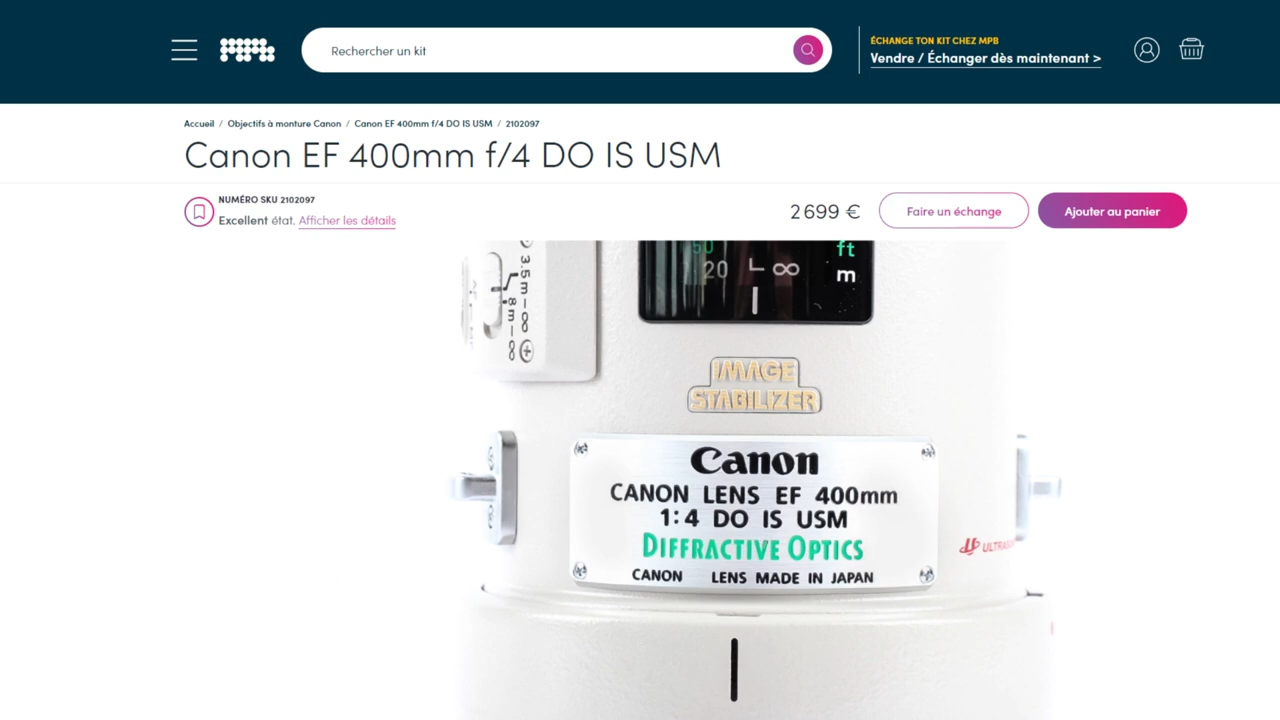 mpb
Rechercher un kit
ÉCHANGE TON KIT CHEZ MPB
Vendre / Échanger dès maintenant >
Accueil / Objectifs à monture Canon / Canon EF 400mm f/4 DO IS USM / 2102097
Canon EF 400mm f/4 DO IS USM
NUMÉRO SKU 2102097
Excellent état. Afficher les détails
2 699 €
Faire un échange
Ajouter au panier
3.5m–∞
8m–∞
50 ft
20 ∞ m
IMAGE
STABILIZER
Canon
CANON LENS EF 400mm
1:4 DO IS USM
DIFFRACTIVE OPTICS
CANON LENS MADE IN JAPAN